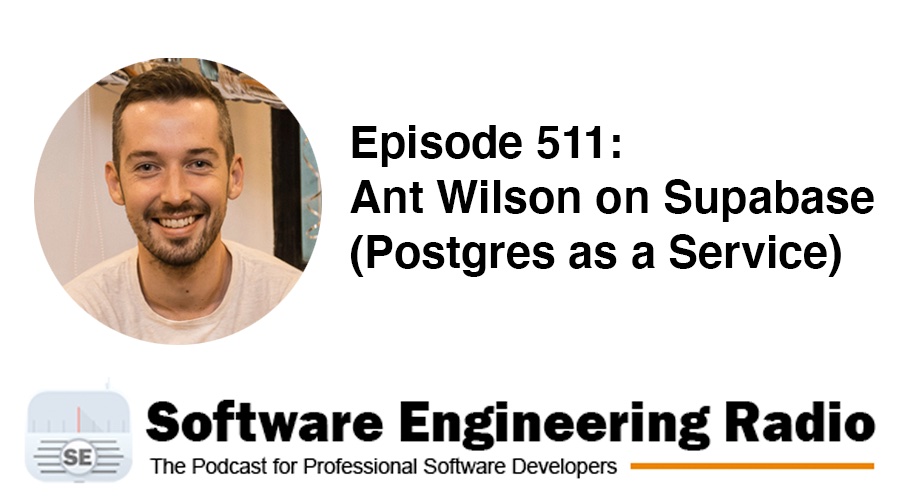 Episode 511:
Ant Wilson on Supabase
(Postgres as a Service)
Software Engineering Radio
SE
The Podcast for Professional Software Developers